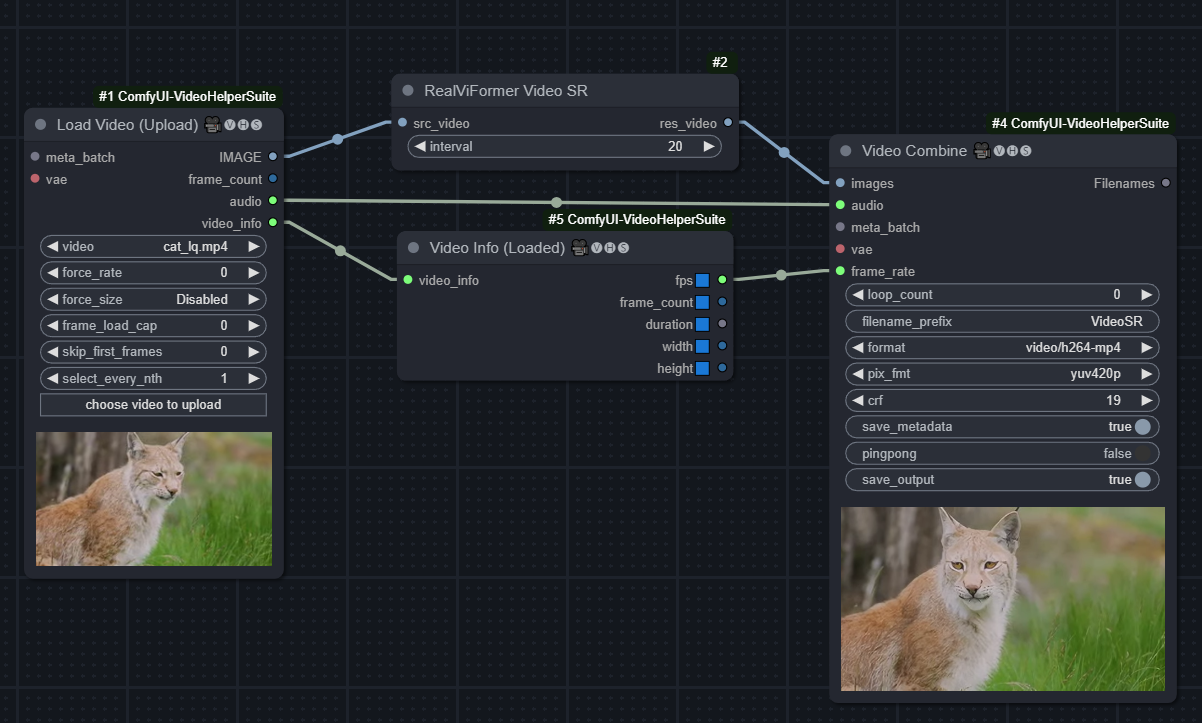 #1 ComfyUI-VideoHelperSuite
Load Video (Upload) 🎥🅥🅗🅢
meta_batch IMAGE
vae frame_count
audio
video_info
video cat_lq.mp4
force_rate 0
force_size Disabled
frame_load_cap 0
skip_first_frames 0
select_every_nth 1
choose video to upload
#2
RealViFormer Video SR
src_video res_video
interval 20
#5 ComfyUI-VideoHelperSuite
Video Info (Loaded) 🎥🅥🅗🅢
video_info fps
frame_count
duration
width
height
#4 ComfyUI-VideoHelperSuite
Video Combine 🎥🅥🅗🅢
images Filenames
audio
meta_batch
vae
frame_rate
loop_count 0
filename_prefix VideoSR
format video/h264-mp4
pix_fmt yuv420p
crf 19
save_metadata true
pingpong false
save_output true